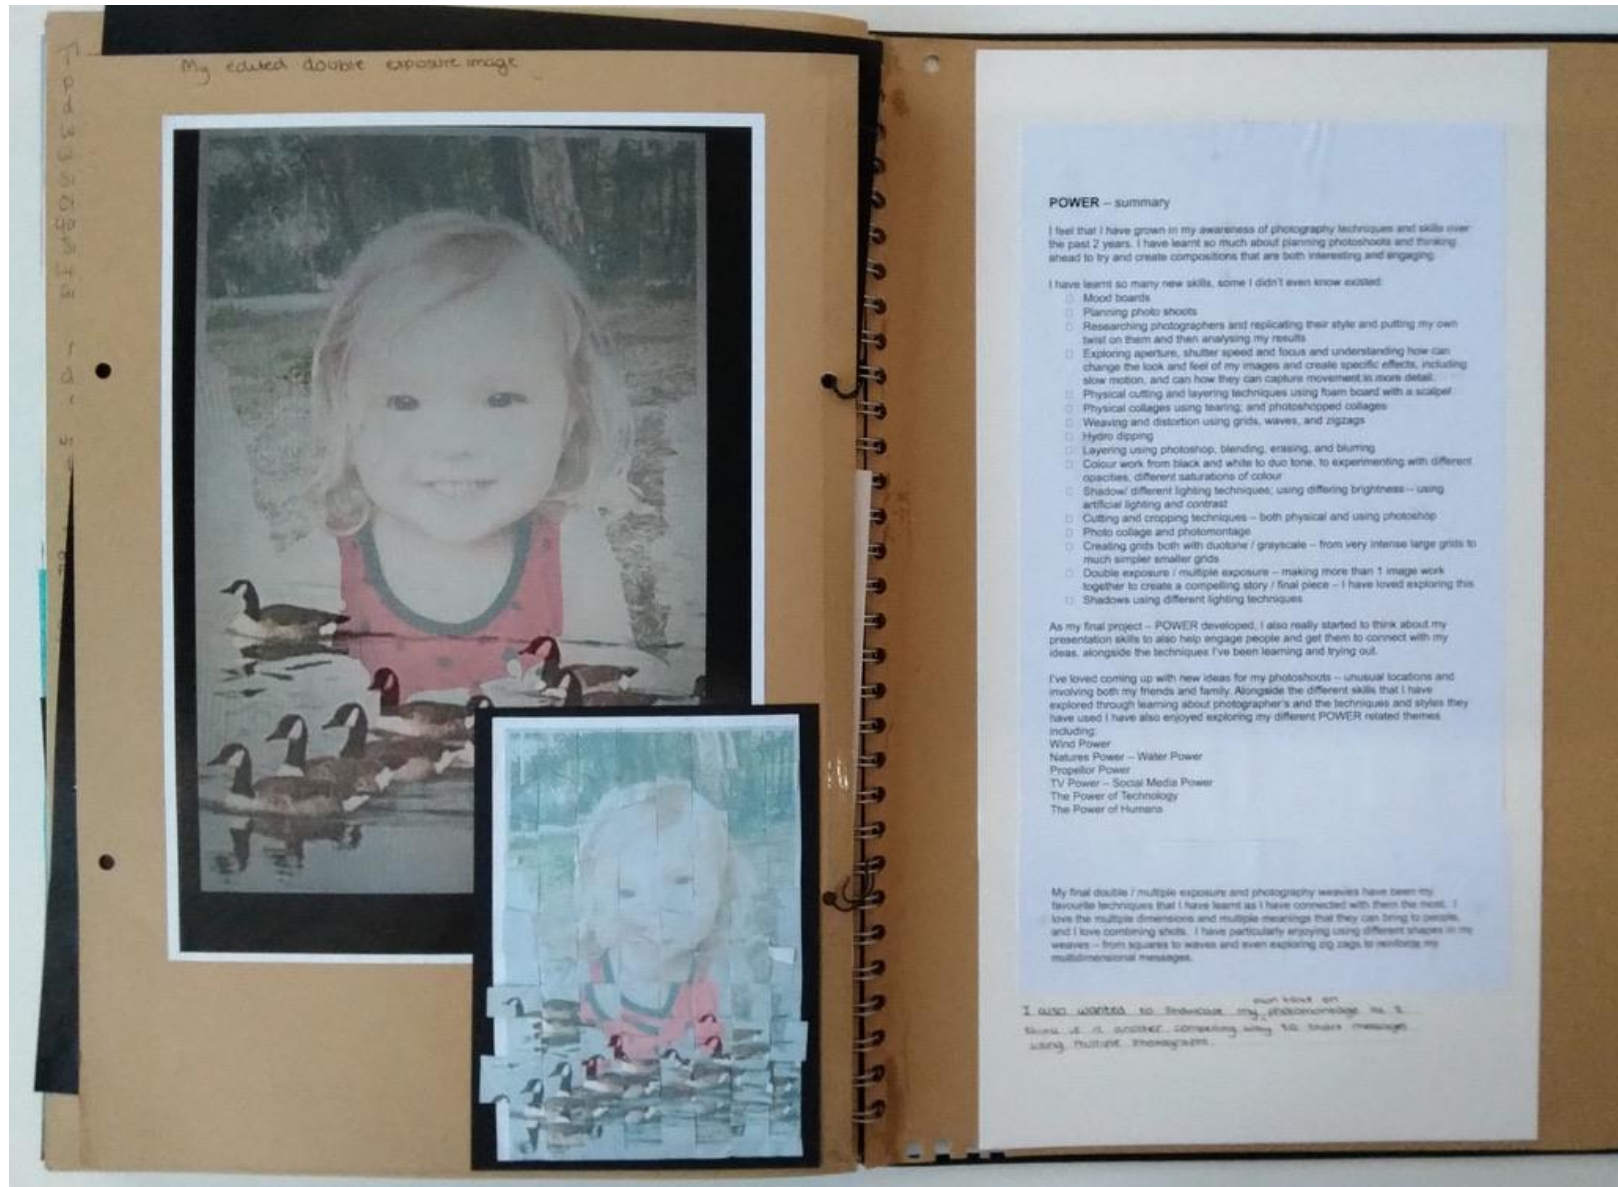 My edited double exposure image
POWER – summary
I feel that I have grown in my awareness of photography techniques and skills over
the past 2 years. I have learnt so much about planning photoshoots and thinking
ahead to try and create compositions that are both interesting and engaging.
I have learnt so many new skills, some I didn't even know existed:
Mood boards
Planning photo shoots
Researching photographers and replicating their style and putting my own
twist on them and then analysing my results
Exploring aperture, shutter speed and focus and understanding how can
change the look and feel of my images and create specific effects, including
slow motion, and can how they can capture movement in more detail.
Physical cutting and layering techniques using foam board with a scalpel
Physical collages using tearing; and photoshopped collages
Weaving and distortion using grids, waves, and zigzags
Hydro dipping
Layering using photoshop, blending, erasing, and blurring
Colour work from black and white to duo tone, to experimenting with different
opacities, different saturations of colour
Shadow/ different lighting techniques; using differing brightness – using
artificial lighting and contrast
Cutting and cropping techniques – both physical and using photoshop
Photo collage and photomontage
Creating grids both with duotone / grayscale – from very intense large grids to
much simpler smaller grids
Double exposure / multiple exposure – making more than 1 image work
together to create a compelling story / final piece – I have loved exploring this
Shadows using different lighting techniques
As my final project – POWER developed, I also really started to think about my
presentation skills to also help engage people and get them to connect with my
ideas, alongside the techniques I've been learning and trying out.
I've loved coming up with new ideas for my photoshoots – unusual locations and
involving both my friends and family. Alongside the different skills that I have
explored through learning about photographer's and the techniques and styles they
have used I have also enjoyed exploring my different POWER related themes
including:
Wind Power
Natures Power – Water Power
Propellor Power
TV Power – Social Media Power
The Power of Technology
The Power of Humans
My final double / multiple exposure and photography weavies have been my
favourite techniques that I have learnt as I have connected with them the most. I
love the multiple dimensions and multiple meanings that they can bring to people,
and I love combining shots. I have particularly enjoying using different shapes in my
weaves – from squares to waves and even exploring zig zags to reinforce my
multidimensional messages.
own take on
I also wanted to showcase my photomontage as I
think it is another compelling way to share messages
using multiple photographs.